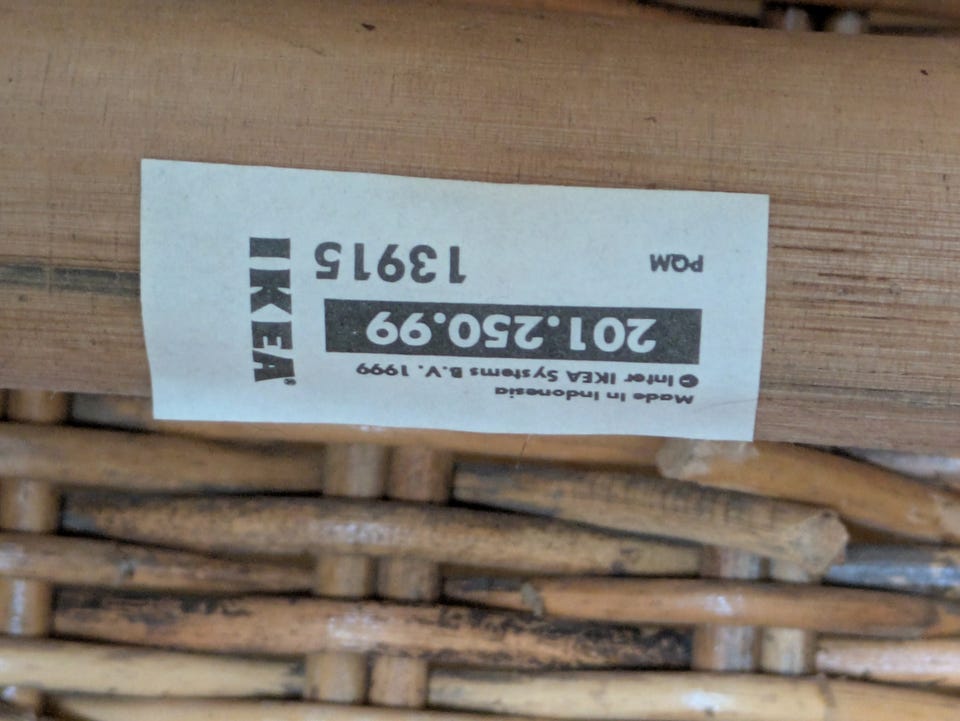 Made in Indonesia
© Inter IKEA Systems B.V. 1999
201.250.99
PQM
13915
IKEA®